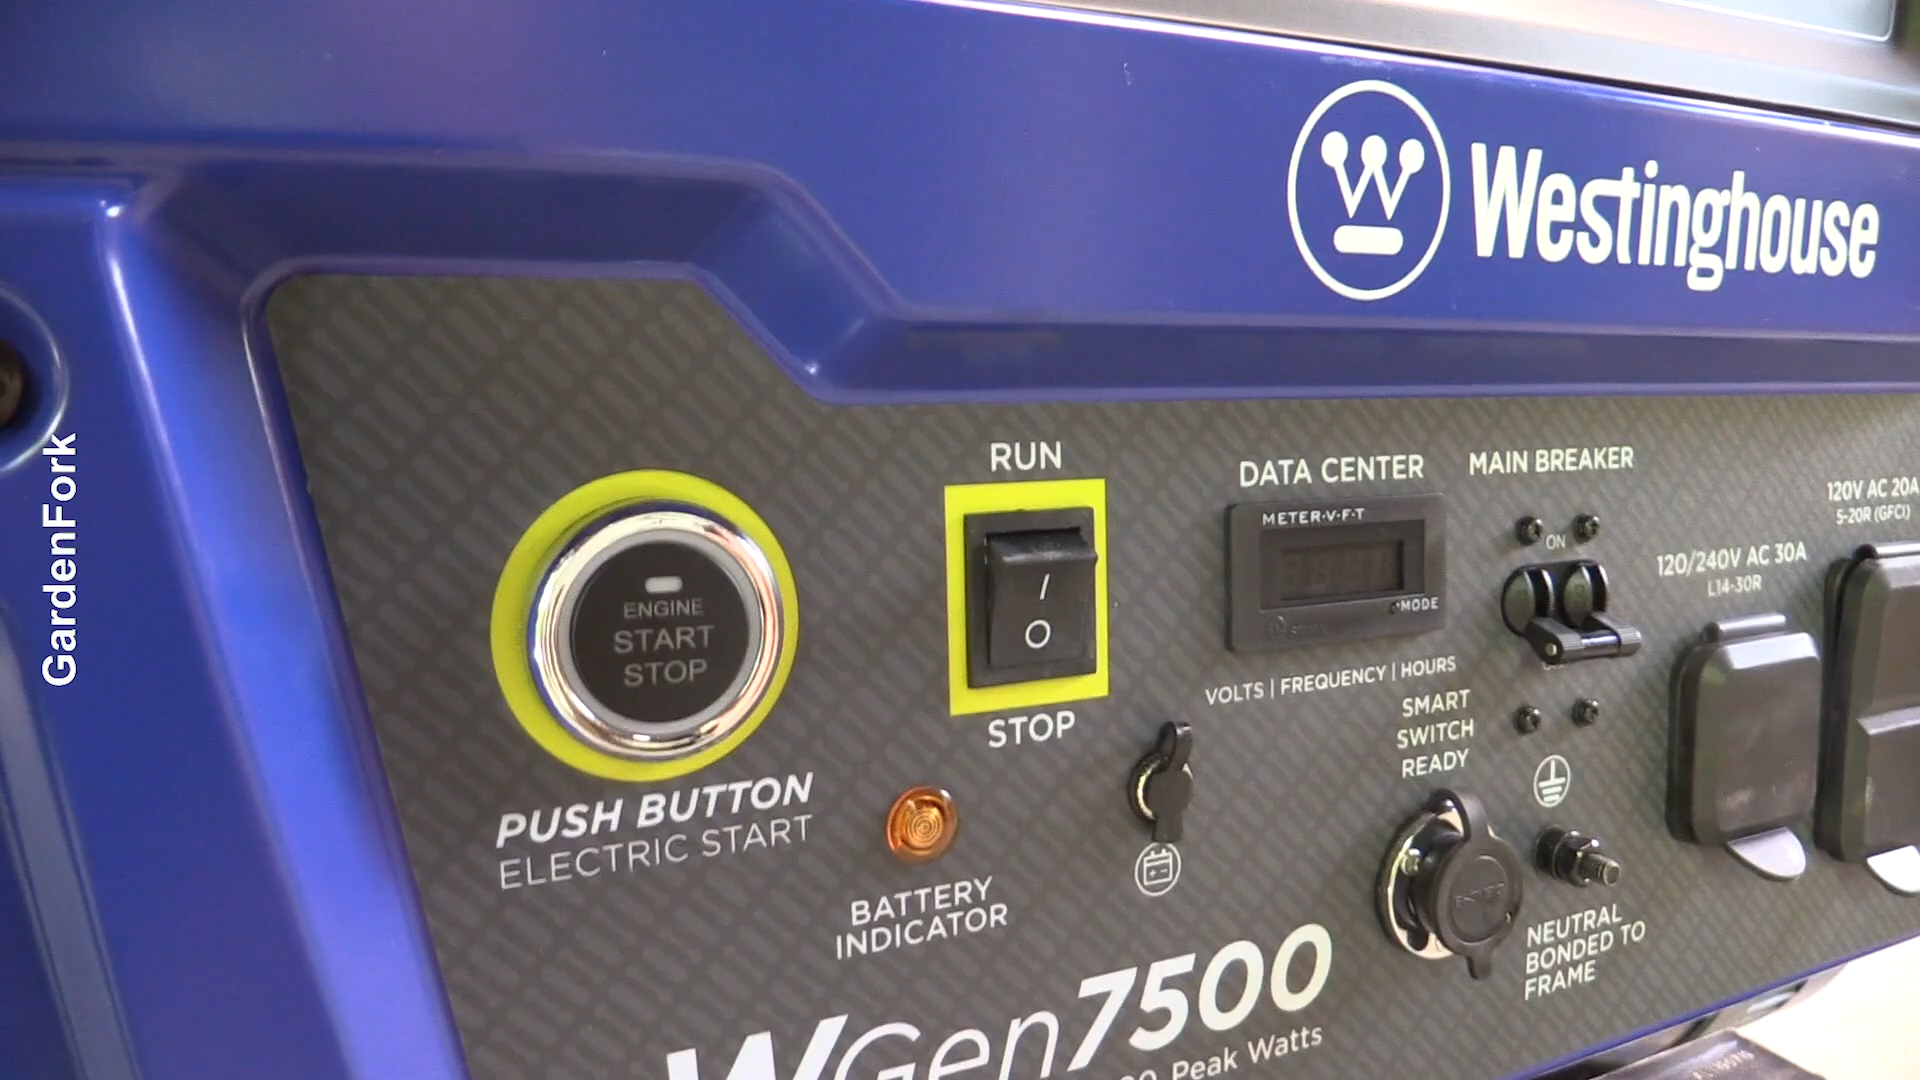 GardenFork
Westinghouse
RUN
I
O
STOP
ENGINE
START
STOP
PUSH BUTTON
ELECTRIC START
BATTERY
INDICATOR
DATA CENTER
METER-V-F-T
MODE
VOLTS | FREQUENCY | HOURS
MAIN BREAKER
ON
SMART
SWITCH
READY
120/240V AC 30A
L14-30R
120V AC 20A
5-20R (GFCI)
NEUTRAL
BONDED TO
FRAME
WGen7500
Peak Watts